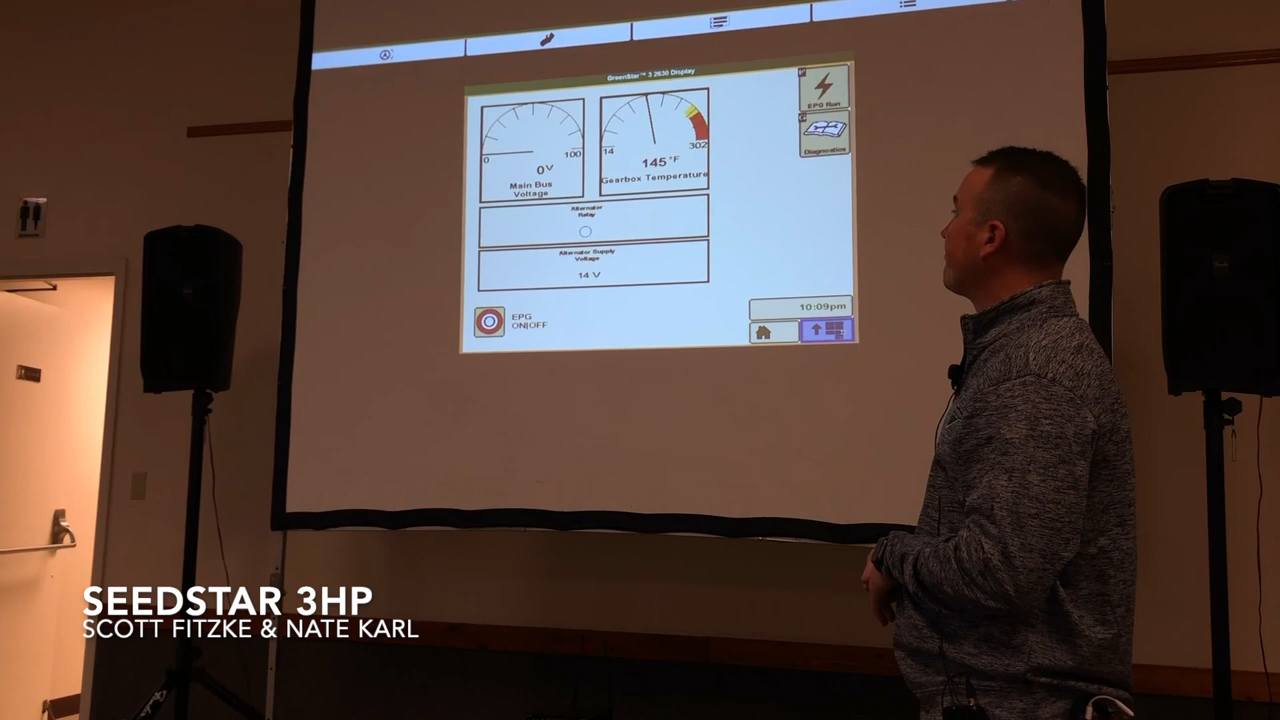 GreenStar™ 3 2630 Display
0
100
0V
Main Bus
Voltage
14
302
145°F
Gearbox Temperature
EPG Run
Diagnostics
Alternator
Relay
Alternator Supply
Voltage
14 V
EPG
ON|OFF
10:09pm
SEEDSTAR 3HP
SCOTT FITZKE & NATE KARL